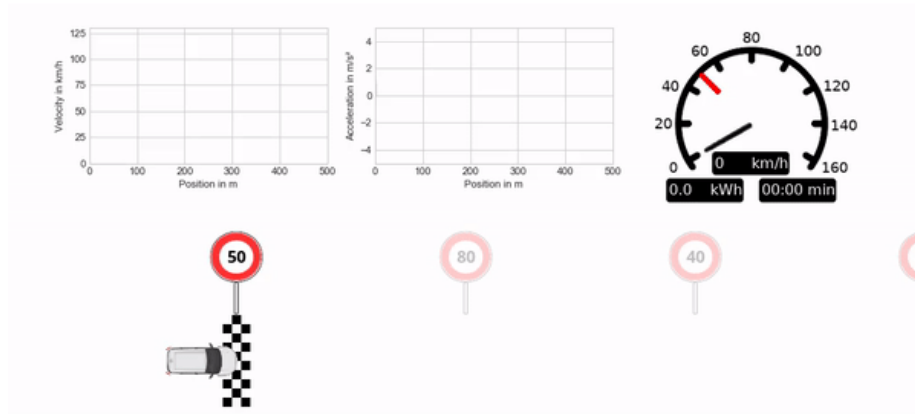 Velocity in km/h
125
100
75
50
25
0
0 100 200 300 400 500
Position in m
Acceleration in m/s²
4
2
0
−2
−4
0 100 200 300 400 500
Position in m
0
20
40
60
80
100
120
140
160
0 km/h
0.0 kWh
00:00 min
50
80
40